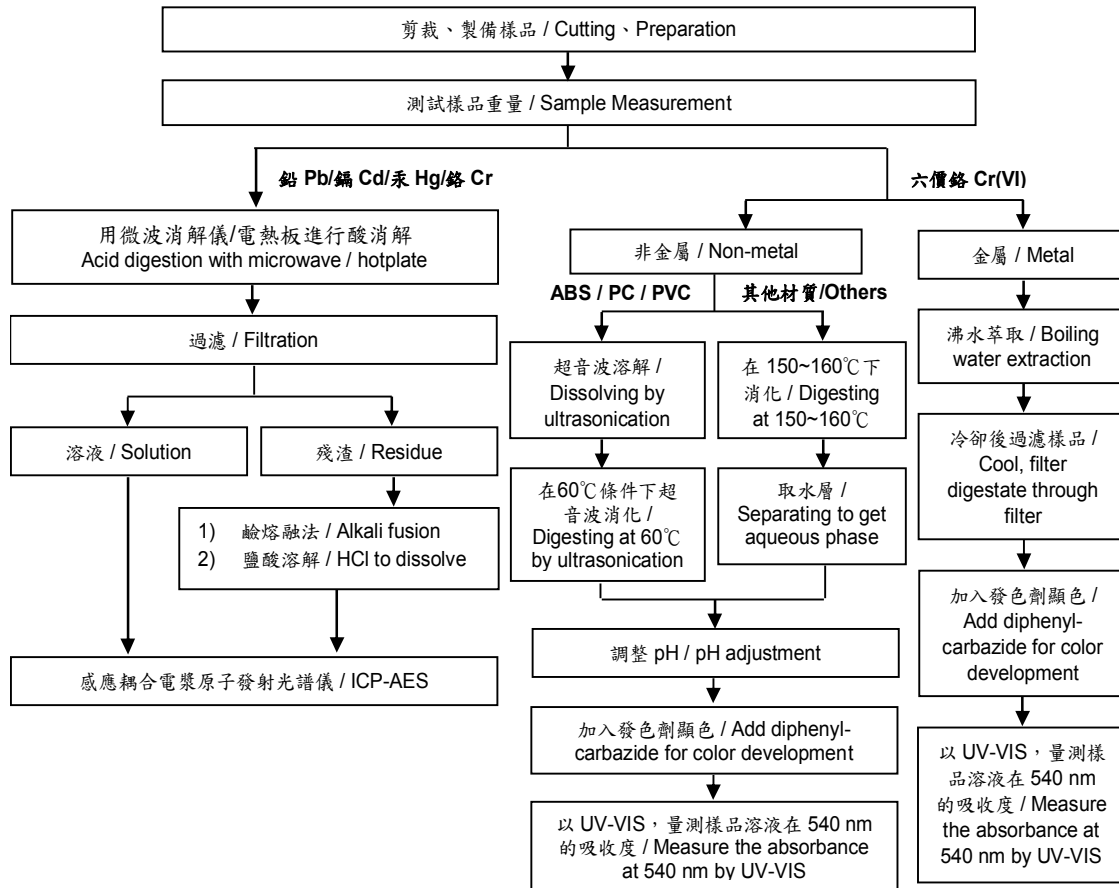 剪裁、製備樣品 / Cutting、Preparation
測試樣品重量 / Sample Measurement
鉛 Pb/鎘 Cd/汞 Hg/鉻 Cr
六價鉻 Cr(VI)
用微波消解儀/電熱板進行酸消解
Acid digestion with microwave / hotplate
過濾 / Filtration
溶液 / Solution
殘渣 / Residue
1) 鹼熔融法 / Alkali fusion
2) 鹽酸溶解 / HCl to dissolve
感應耦合電漿原子發射光譜儀 / ICP-AES
非金屬 / Non-metal
ABS / PC / PVC
其他材質/Others
超音波溶解 /
Dissolving by
ultrasonication
在60℃條件下超
音波消化 /
Digesting at 60℃
by ultrasonication
在 150~160℃下
消化 / Digesting
at 150~160℃
取水層 /
Separating to get
aqueous phase
調整 pH / pH adjustment
加入發色劑顯色 / Add diphenyl-
carbazide for color development
以 UV-VIS，量測樣品溶液在 540 nm
的吸收度 / Measure the absorbance
at 540 nm by UV-VIS
金屬 / Metal
沸水萃取 / Boiling
water extraction
冷卻後過濾樣品 /
Cool, filter
digestate through
filter
加入發色劑顯色 /
Add diphenyl-
carbazide for color
development
以 UV-VIS，量測樣
品溶液在 540 nm
的吸收度 / Measure
the absorbance at
540 nm by UV-VIS